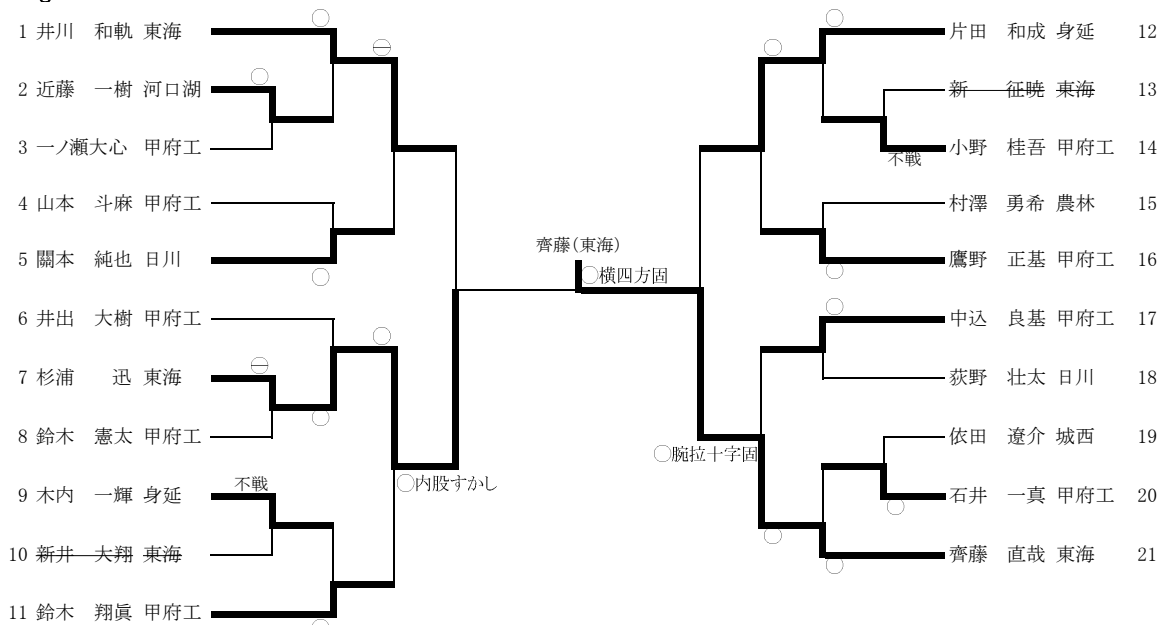 1 井川 和軌 東海
2 近藤 一樹 河口湖
3 一ノ瀬大心 甲府工
4 山本 斗麻 甲府工
5 關本 純也 日川
6 井出 大樹 甲府工
7 杉浦 迅 東海
8 鈴木 憲太 甲府工
不戦
9 木内 一輝 身延
10 新井 大翔 東海
11 鈴木 翔眞 甲府工
○内股すかし
齊藤(東海)
○横四方固
○腕拉十字固
片田 和成 身延 12
新 征暁 東海 13
小野 桂吾 甲府工 14
不戦
村澤 勇希 農林 15
鷹野 正基 甲府工 16
中込 良基 甲府工 17
荻野 壮太 日川 18
依田 遼介 城西 19
石井 一真 甲府工 20
齊藤 直哉 東海 21